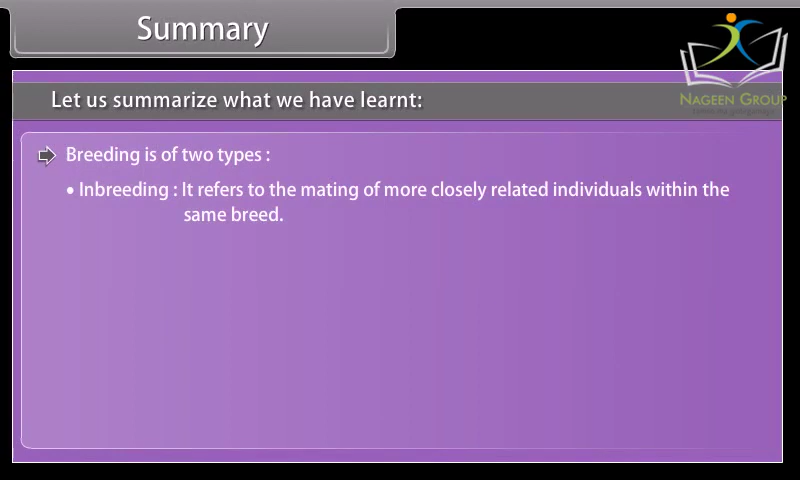 Summary
NAGEEN GROUP
Let us summarize what we have learnt:
Breeding is of two types :
• Inbreeding : It refers to the mating of more closely related individuals within the
same breed.